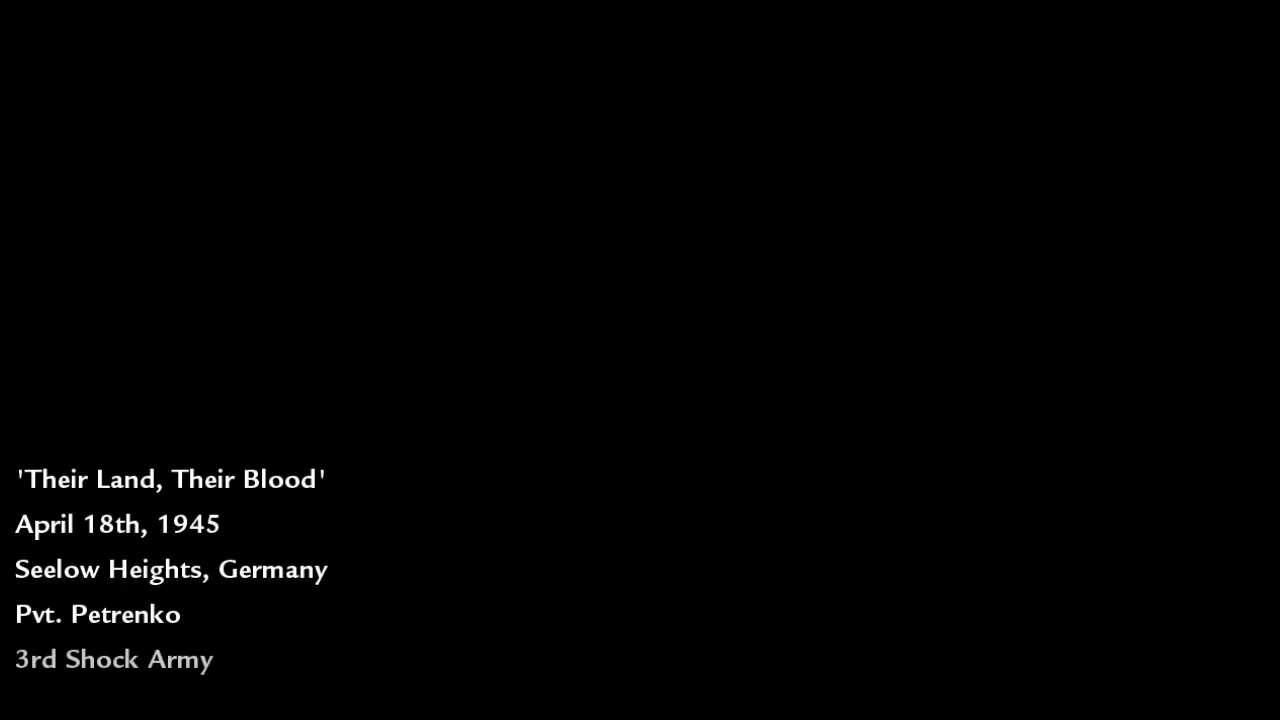 'Their Land, Their Blood'
April 18th, 1945
Seelow Heights, Germany
Pvt. Petrenko
3rd Shock Army